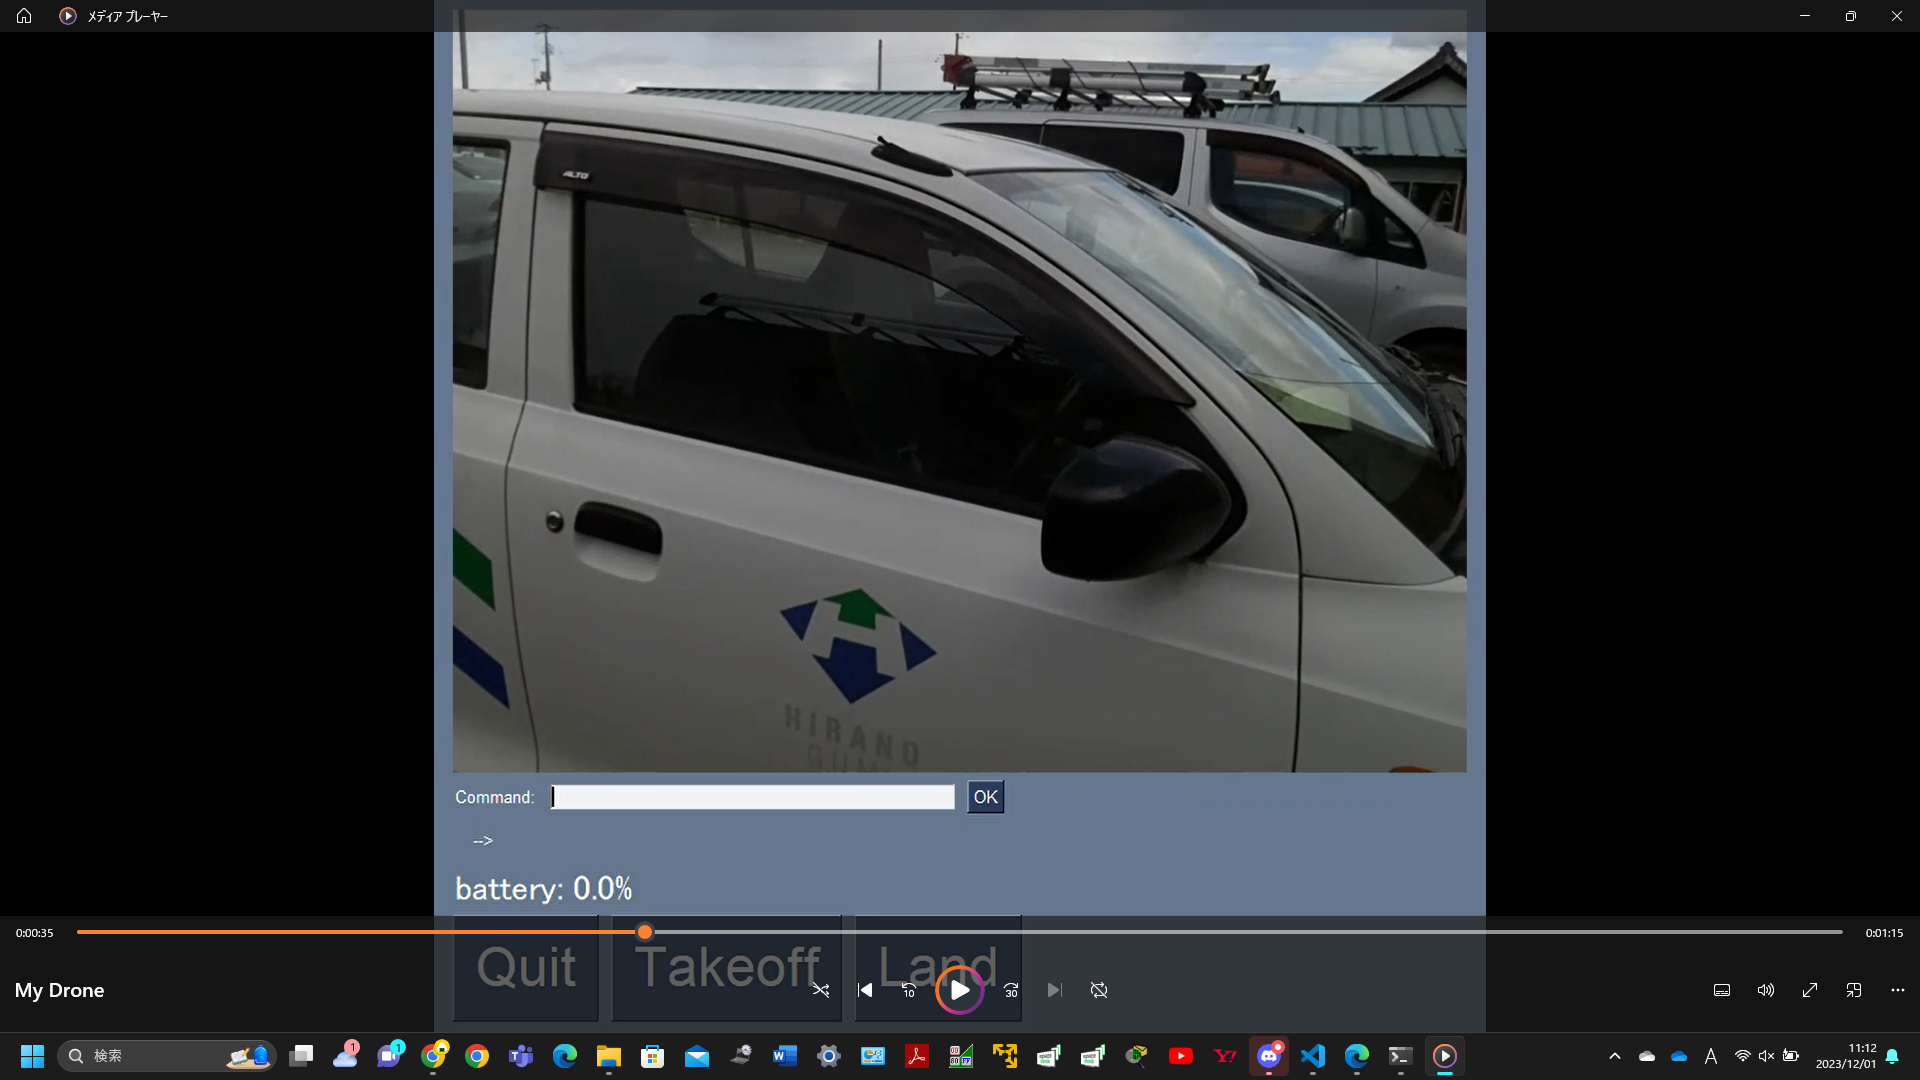 メディア プレーヤー
ALTO
HIRANO
Command:
OK
-->
battery: 0.0%
Quit
Takeoff
Land
0:00:35
0:01:15
My Drone
10
30
検索
1
1
A
11:12
2023/12/01